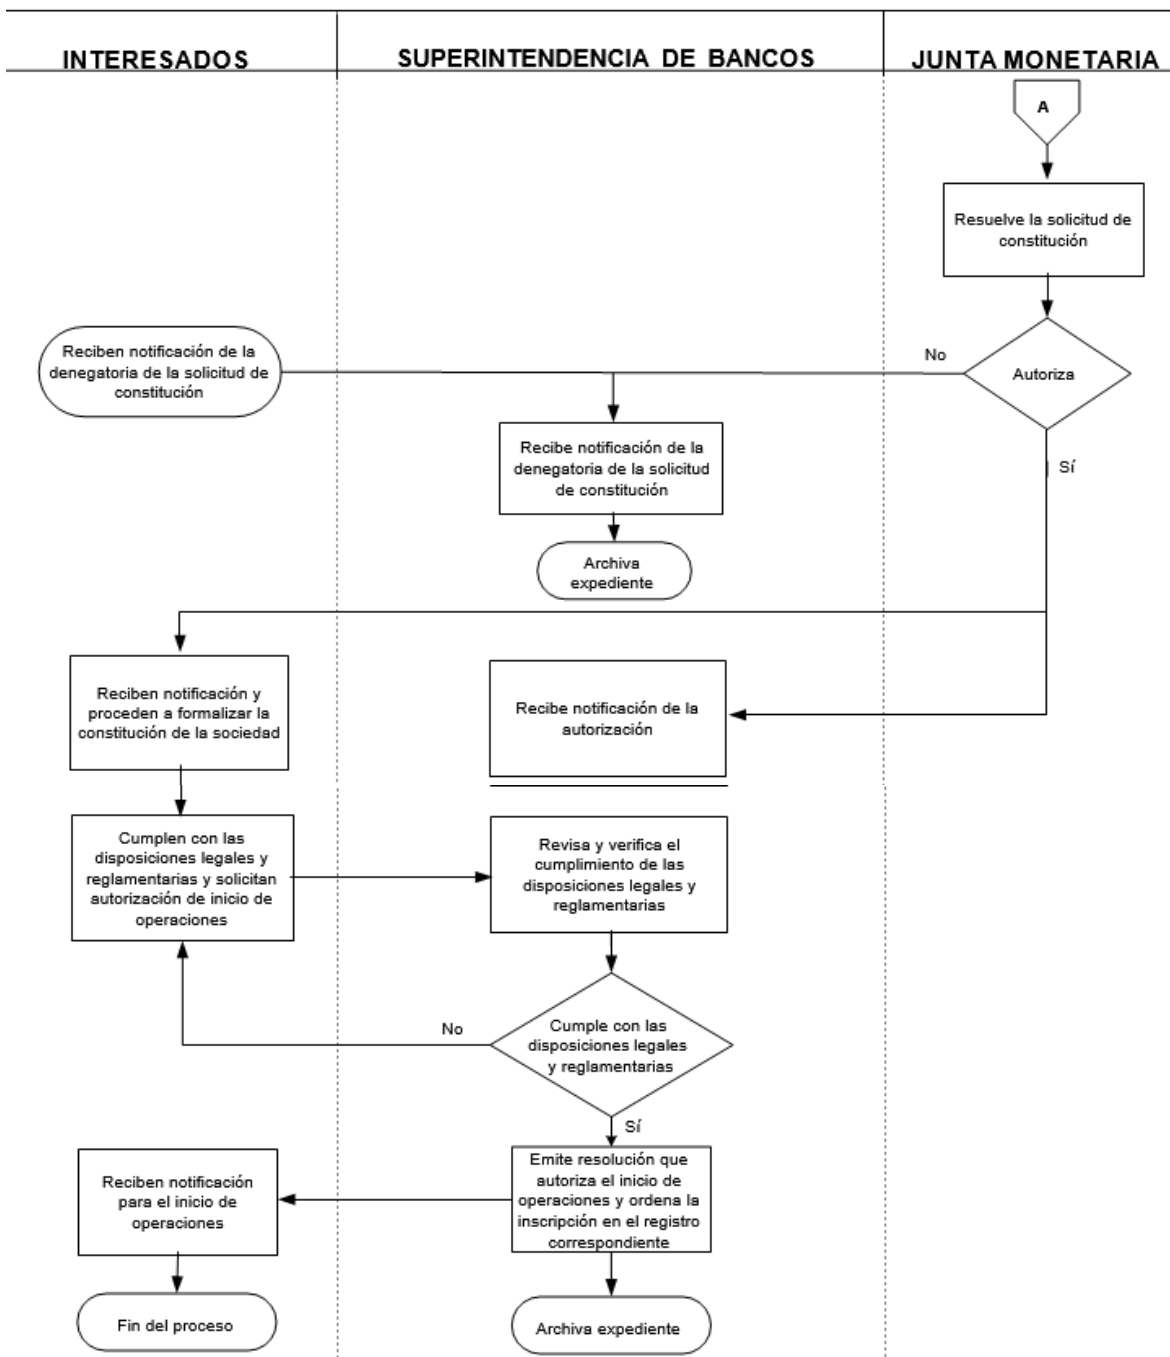 INTERESADOS
SUPERINTENDENCIA DE BANCOS
JUNTA MONETARIA
A
Resuelve la solicitud de
constitución
Autoriza
No
Sí
Reciben notificación de la
denegatoria de la solicitud de
constitución
Recibe notificación de la
denegatoria de la solicitud
de constitución
Archiva
expediente
Reciben notificación y
proceden a formalizar la
constitución de la sociedad
Recibe notificación de la
autorización
Cumplen con las
disposiciones legales y
reglamentarias y solicitan
autorización de inicio de
operaciones
Revisa y verifica el
cumplimiento de las
disposiciones legales y
reglamentarias
No
Cumple con las
disposiciones legales
y reglamentarias
Sí
Emite resolución que
autoriza el inicio de
operaciones y ordena la
inscripción en el registro
correspondiente
Reciben notificación
para el inicio de
operaciones
Fin del proceso
Archiva expediente